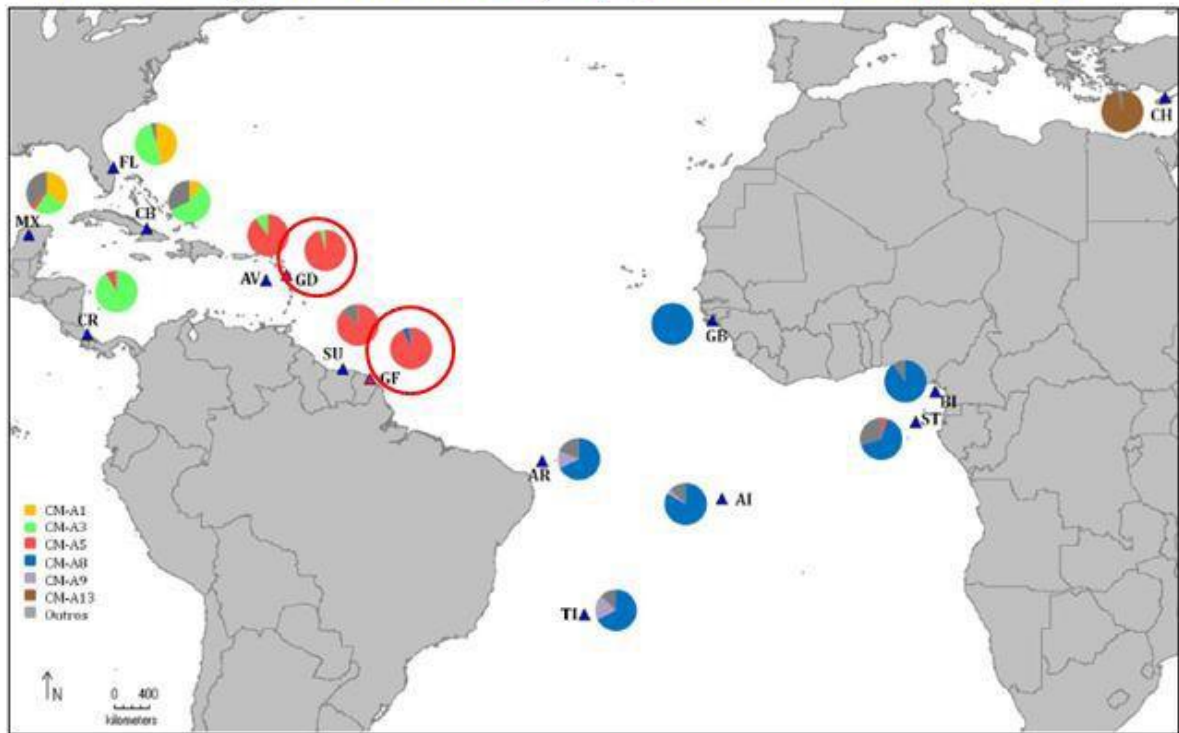 CH
FL
MX
CB
AV
GD
CR
GB
SU
GF
BI
ST
AR
AI
TI
CM-A1
CM-A3
CM-A5
CM-A8
CM-A9
CM-A13
Outros
N
0 400
kilometers